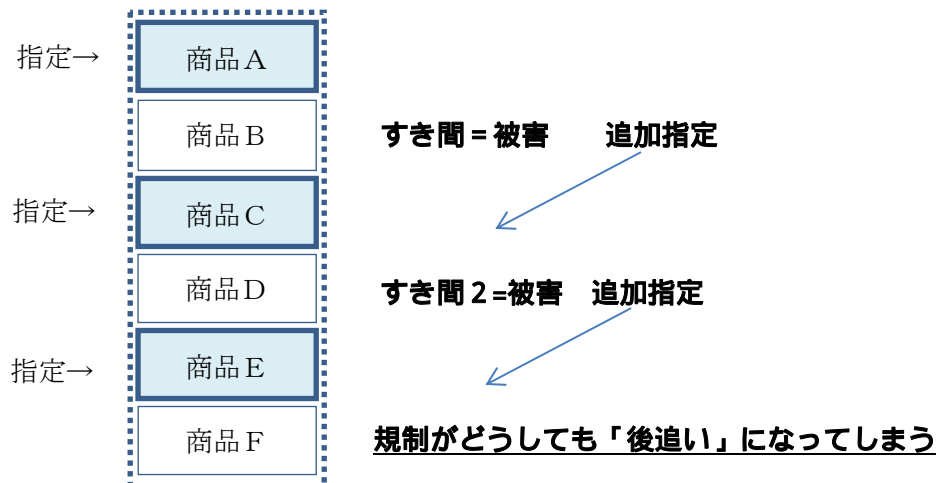 指定→ 商品A
商品B すき間=被害 追加指定
指定→ 商品C
商品D すき間2=被害 追加指定
指定→ 商品E
商品F 規制がどうしても「後追い」になってしまう